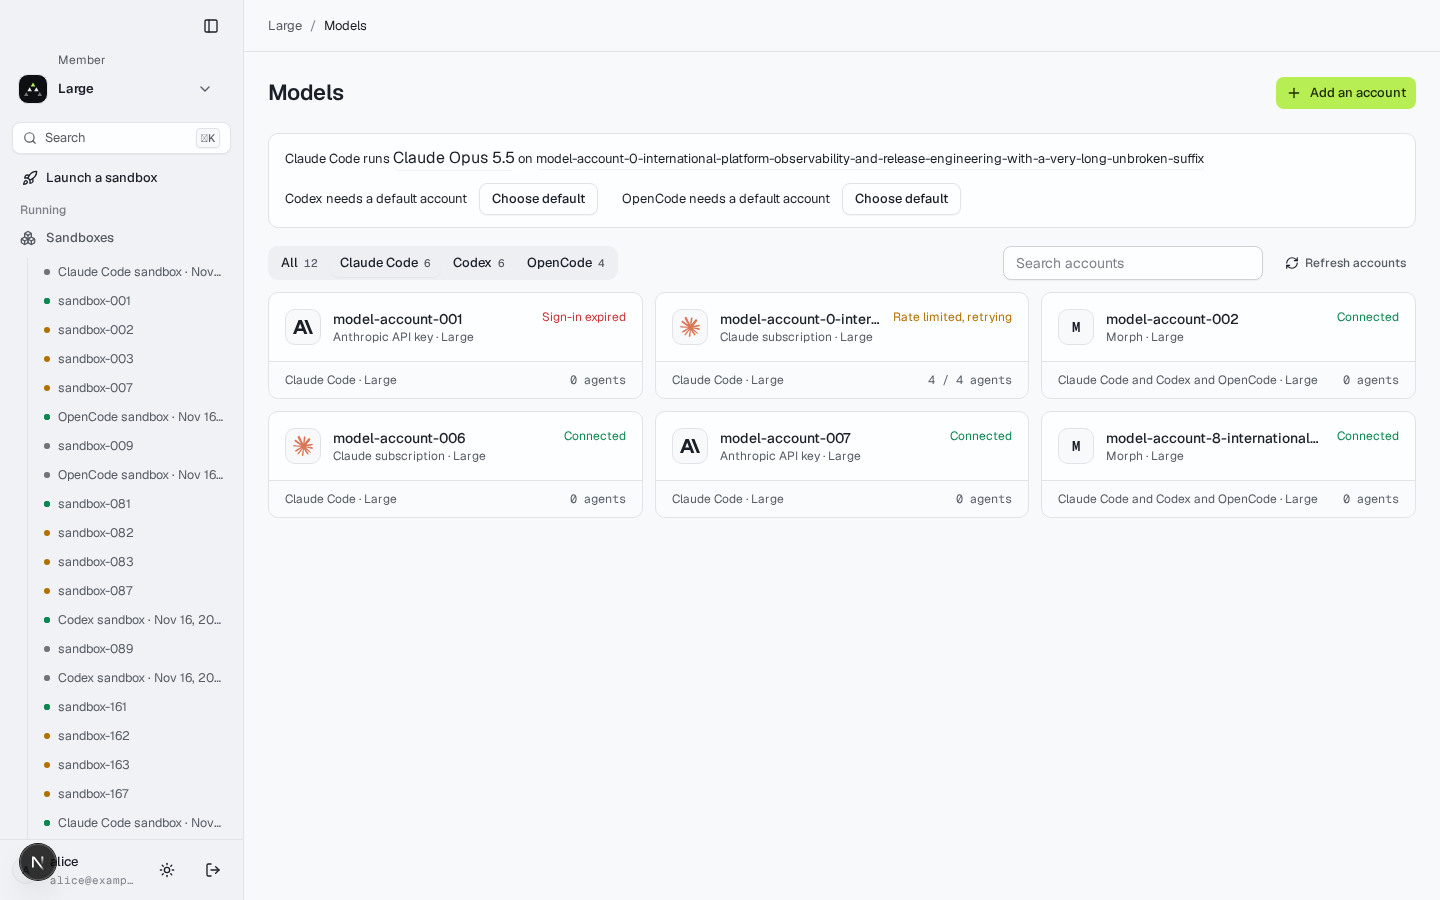 Large / Models
Member
Large
Search K
Launch a sandbox
Running
Sandboxes
Claude Code sandbox · Nov...
sandbox-001
sandbox-002
sandbox-003
sandbox-007
OpenCode sandbox · Nov 16...
sandbox-009
OpenCode sandbox · Nov 16...
sandbox-081
sandbox-082
sandbox-083
sandbox-087
Codex sandbox · Nov 16, 20...
sandbox-089
Codex sandbox · Nov 16, 20...
sandbox-161
sandbox-162
sandbox-163
sandbox-167
Claude Code sandbox · Nov...
N
alice
alice@examp...
Models
Add an account
Claude Code runs Claude Opus 5.5 on model-account-0-international-platform-observability-and-release-engineering-with-a-very-long-unbroken-suffix
Codex needs a default account Choose default OpenCode needs a default account Choose default
All 12 Claude Code 6 Codex 6 OpenCode 4
Search accounts Refresh accounts
model-account-001 Sign-in expired
Anthropic API key · Large
Claude Code · Large 0 agents
model-account-0-inter... Rate limited, retrying
Claude subscription · Large
Claude Code · Large 4 / 4 agents
M
model-account-002 Connected
Morph · Large
Claude Code and Codex and OpenCode · Large 0 agents
model-account-006 Connected
Claude subscription · Large
Claude Code · Large 0 agents
model-account-007 Connected
Anthropic API key · Large
Claude Code · Large 0 agents
M
model-account-8-international... Connected
Morph · Large
Claude Code and Codex and OpenCode · Large 0 agents